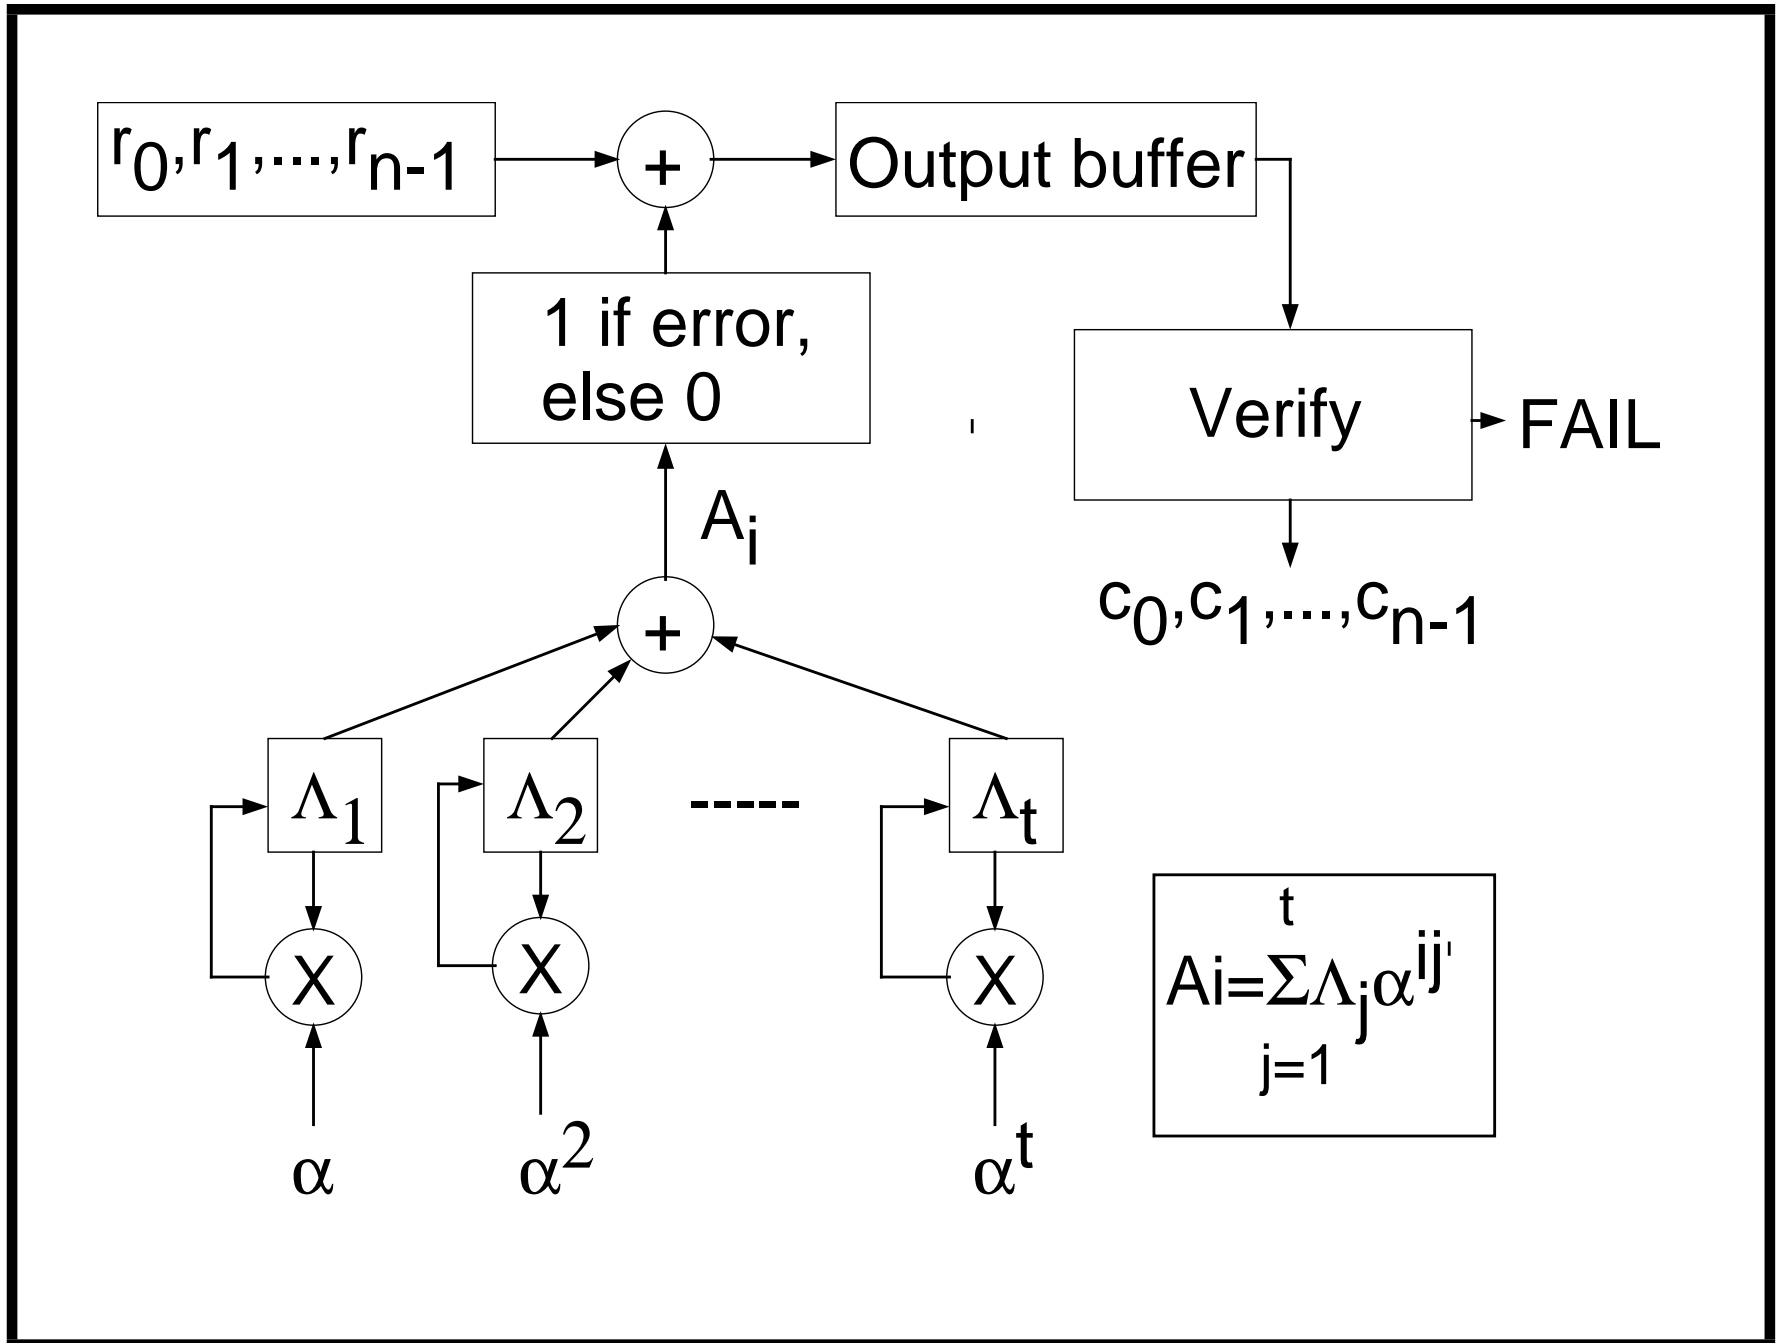 r0,r1,...,rn-1
+
Output buffer
1 if error,
else 0
Verify
FAIL
Ai
c0,c1,...,cn-1
+
Λ1
Λ2
-----
Λt
X
X
X
α
α2
αt
t
Ai=ΣΛjαij'
j=1